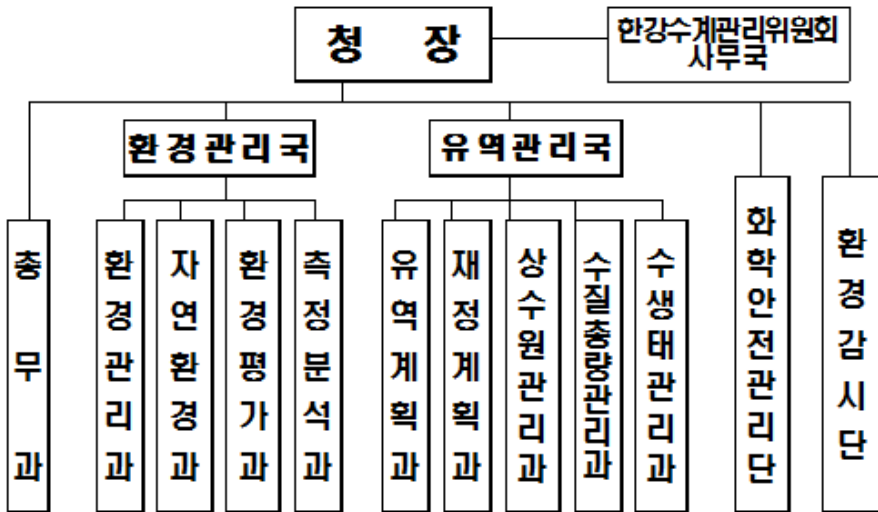 청 장
한강수계관리위원회
사무국
환경관리국
유역관리국
총무과
환경관리과
자연환경과
환경평가과
측정분석과
유역계획과
재정계획과
상수원관리과
수질총량관리과
수생태관리과
화학안전관리단
환경감시단